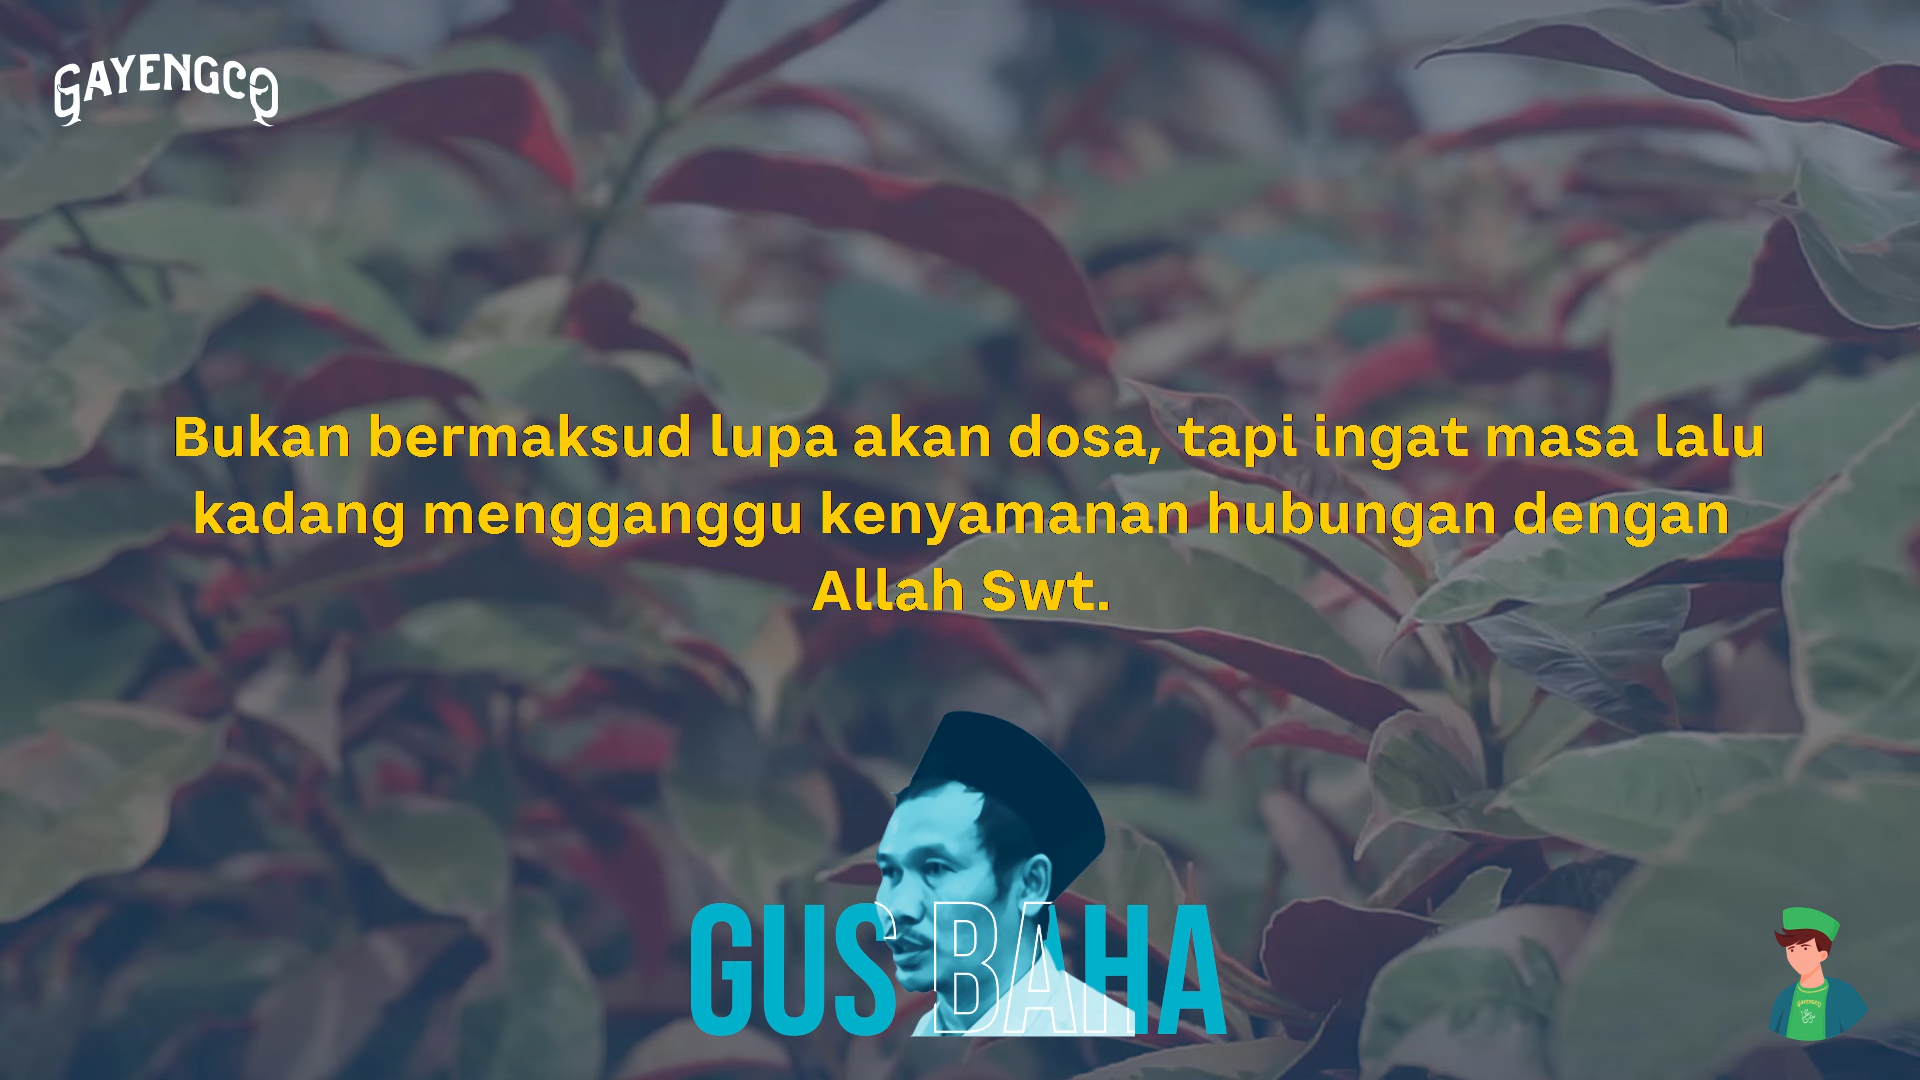 GAYENGCO
Bukan bermaksud lupa akan dosa, tapi ingat masa lalu
kadang mengganggu kenyamanan hubungan dengan
Allah Swt.
GUS BAHA
GAYENGCO